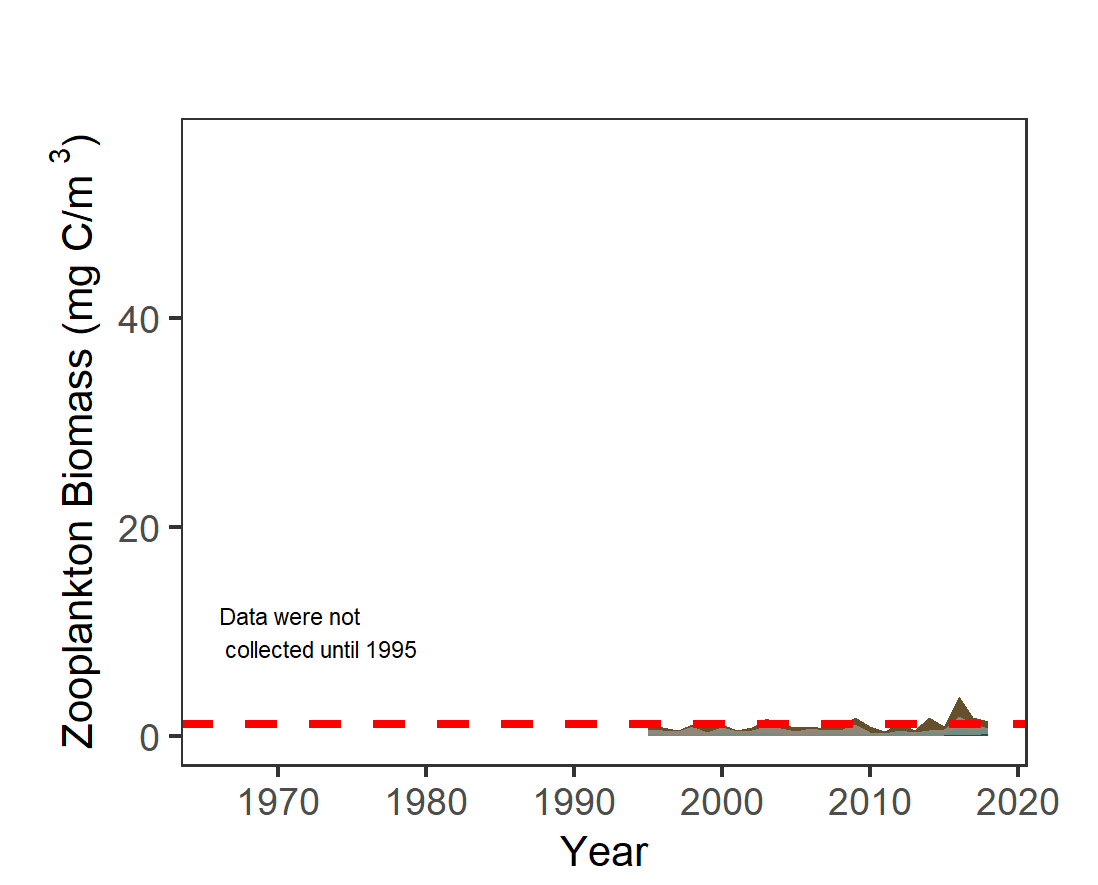 Zooplankton Biomass (mg C/m ³)
40
20
0
Data were not
collected until 1995
1970 1980 1990 2000 2010 2020
Year